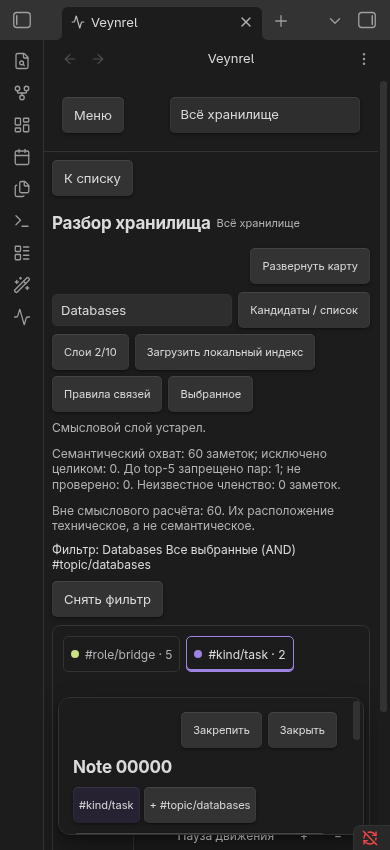 Veynrel
Veynrel
Меню
Всё хранилище
К списку
Разбор хранилища Всё хранилище
Развернуть карту
Databases
Кандидаты / список
Слои 2/10
Загрузить локальный индекс
Правила связей
Выбранное
Смысловой слой устарел.
Семантический охват: 60 заметок; исключено
целиком: 0. До top-5 запрещено пар: 1; не
проверено: 0. Неизвестное членство: 0 заметок.
Вне смыслового расчёта: 60. Их расположение
техническое, а не семантическое.
Фильтр: Databases Все выбранные (AND)
#topic/databases
Снять фильтр
#role/bridge · 5
#kind/task · 2
Закрепить
Закрыть
Note 00000
#kind/task
+ #topic/databases
Пауза движения + −